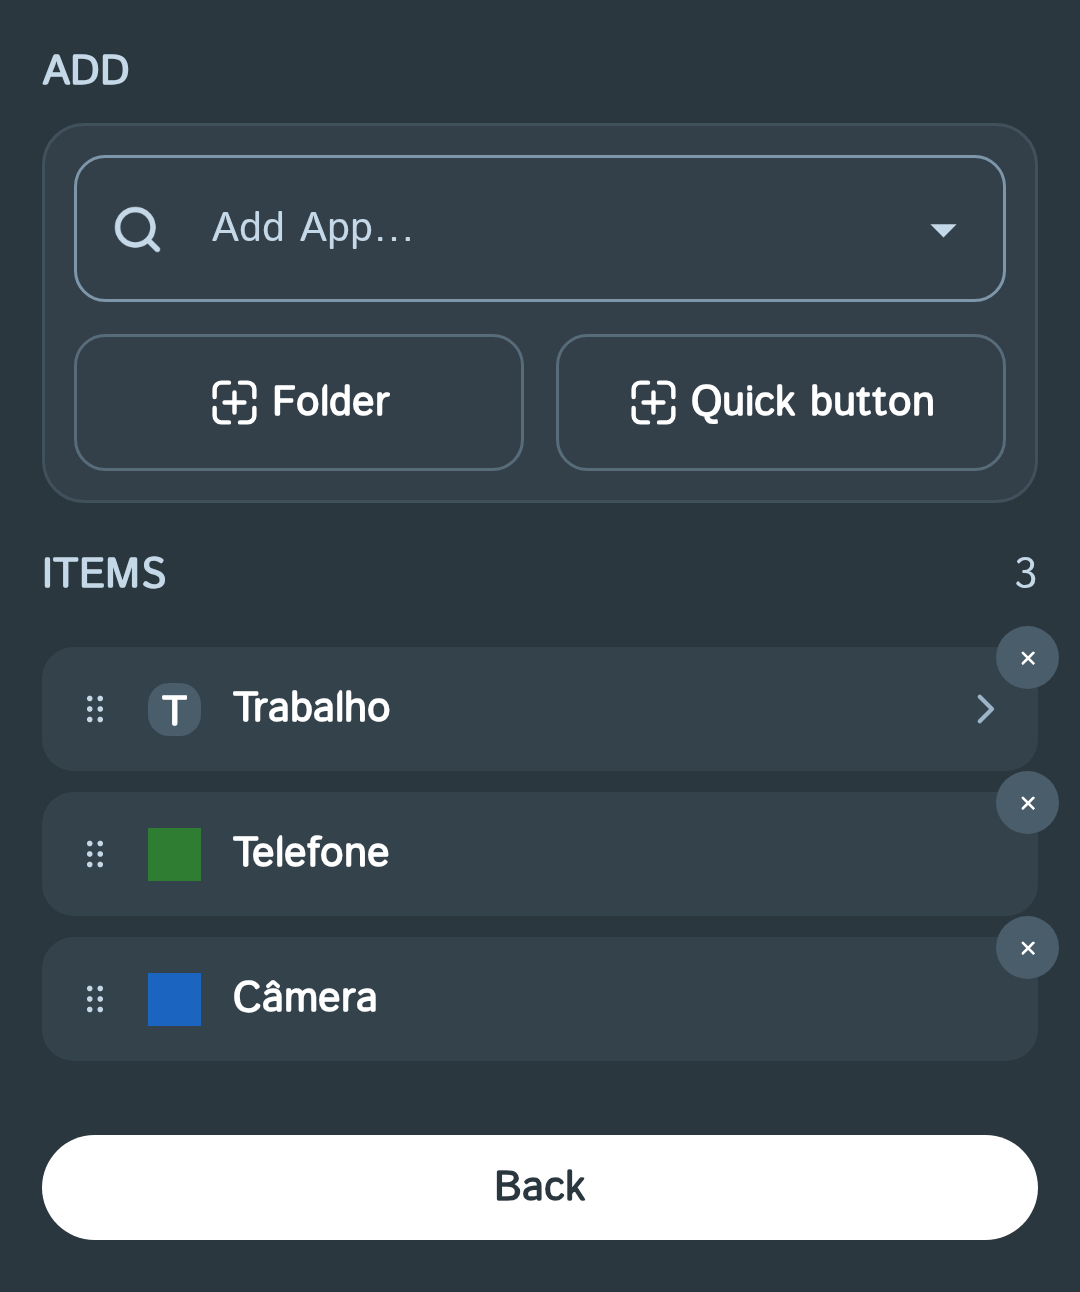 ADD
Add App...
Folder
Quick button
ITEMS
3
T
Trabalho
Telefone
Câmera
Back